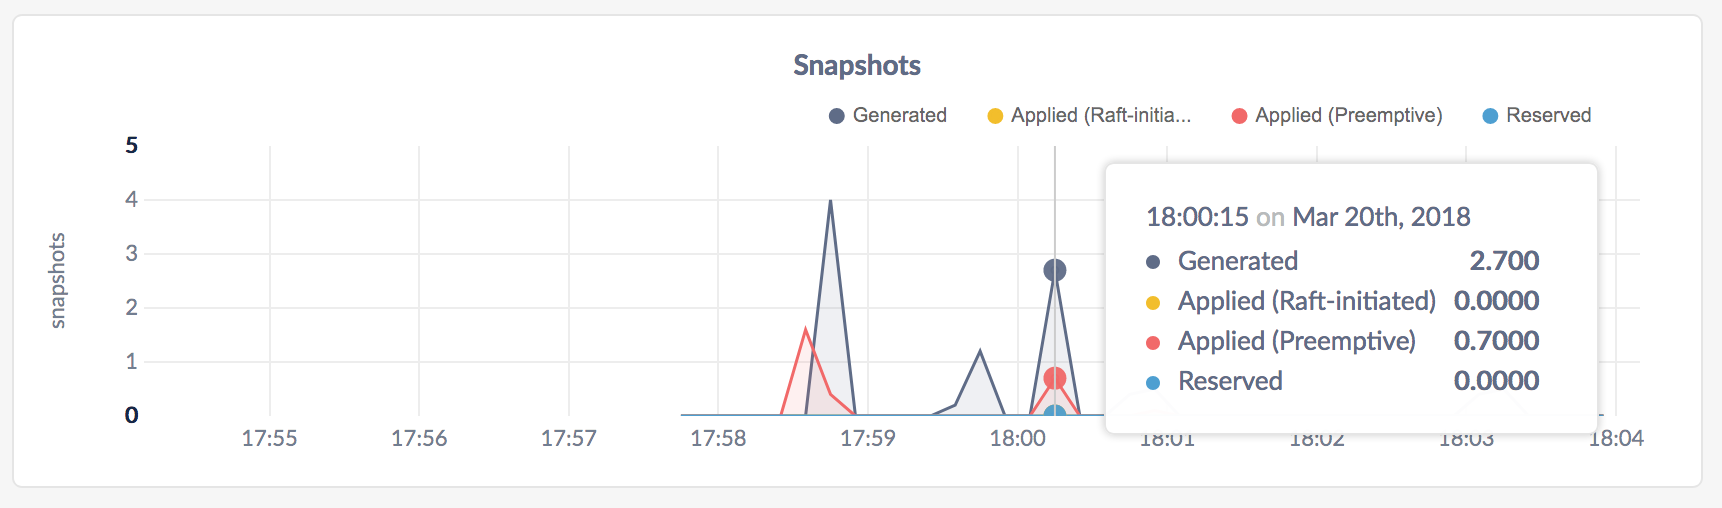 Snapshots
Generated Applied (Raft-initia... Applied (Preemptive) Reserved
5
4
3
2
1
0
snapshots
18:00:15 on Mar 20th, 2018
Generated 2.700
Applied (Raft-initiated) 0.0000
Applied (Preemptive) 0.7000
Reserved 0.0000
17:55 17:56 17:57 17:58 17:59 18:00 18:01 18:02 18:03 18:04